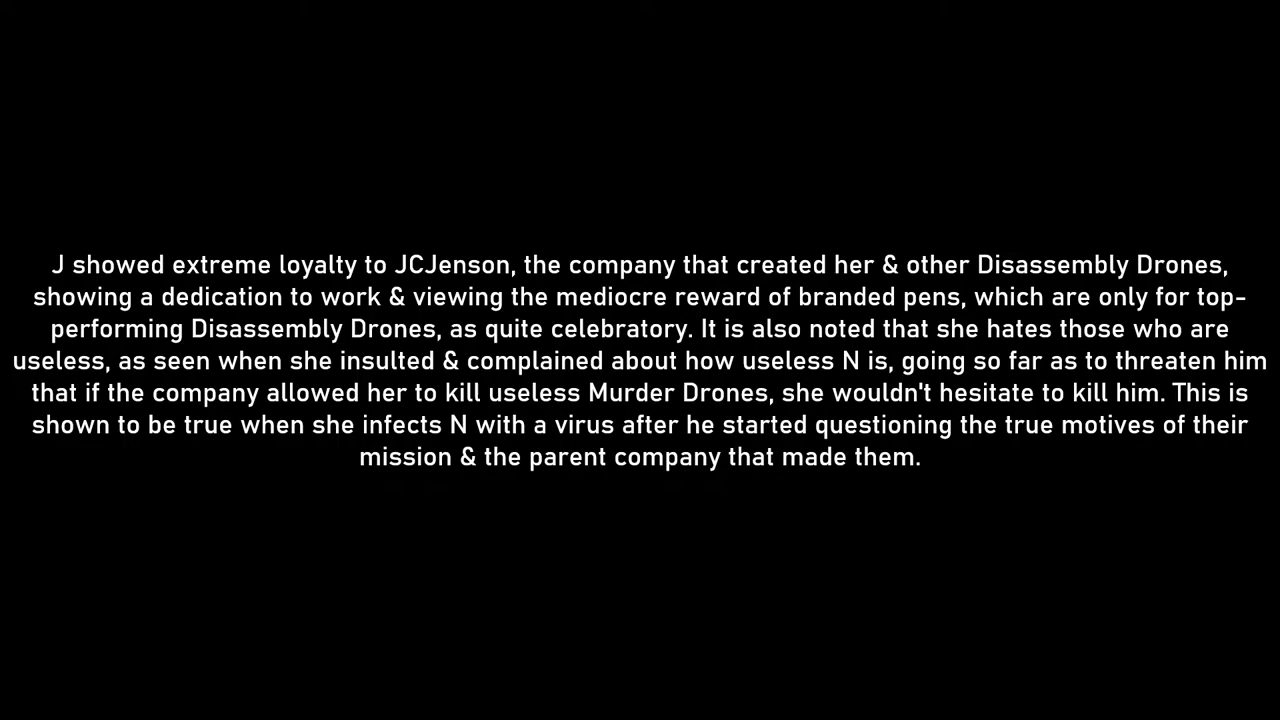 J showed extreme loyalty to JCJenson, the company that created her & other Disassembly Drones,
showing a dedication to work & viewing the mediocre reward of branded pens, which are only for top-
performing Disassembly Drones, as quite celebratory. It is also noted that she hates those who are
useless, as seen when she insulted & complained about how useless N is, going so far as to threaten him
that if the company allowed her to kill useless Murder Drones, she wouldn't hesitate to kill him. This is
shown to be true when she infects N with a virus after he started questioning the true motives of their
mission & the parent company that made them.